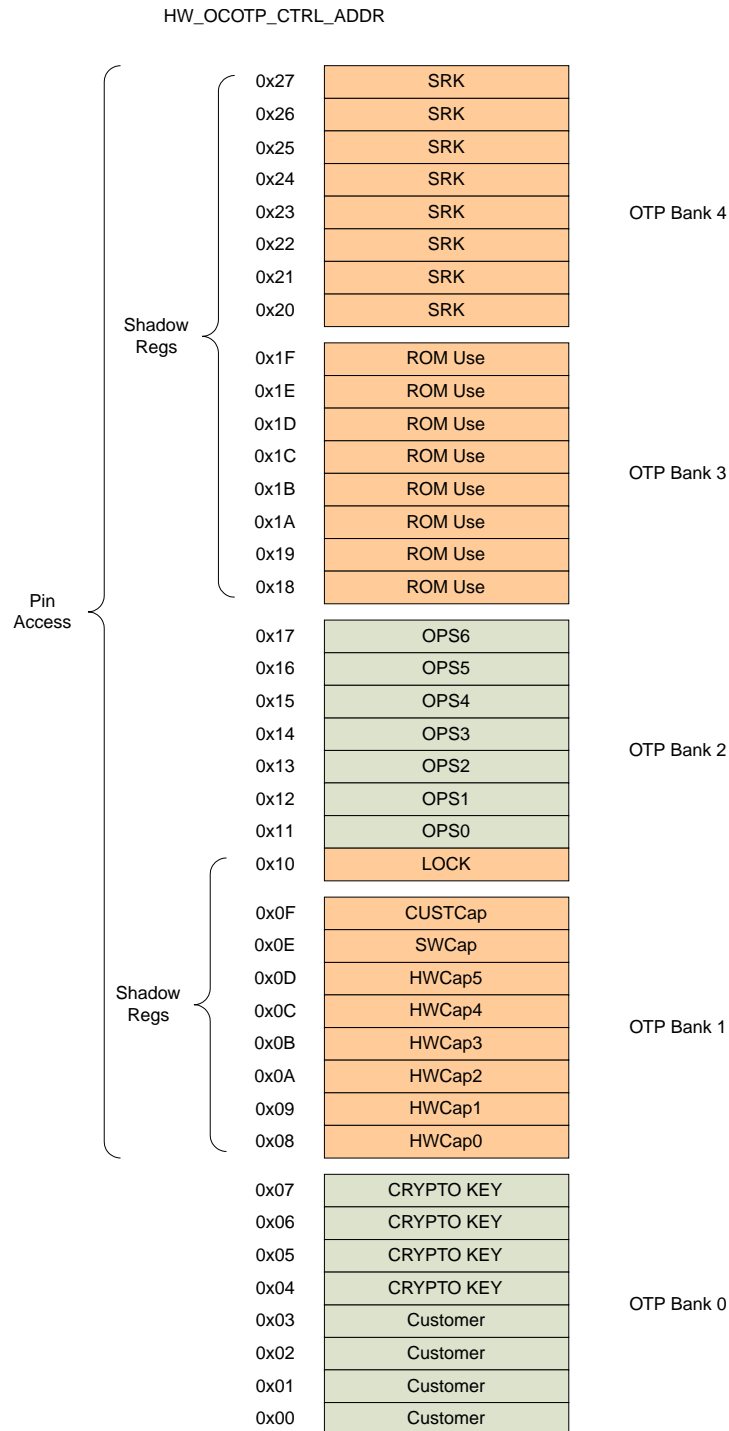 HW_OCOTP_CTRL_ADDR
0x27 SRK
0x26 SRK
0x25 SRK
0x24 SRK
0x23 SRK
OTP Bank 4
0x22 SRK
0x21 SRK
0x20 SRK
Shadow
Regs
0x1F ROM Use
0x1E ROM Use
0x1D ROM Use
0x1C ROM Use
OTP Bank 3
0x1B ROM Use
0x1A ROM Use
0x19 ROM Use
0x18 ROM Use
Pin
Access
0x17 OPS6
0x16 OPS5
0x15 OPS4
0x14 OPS3
OTP Bank 2
0x13 OPS2
0x12 OPS1
0x11 OPS0
0x10 LOCK
0x0F CUSTCap
0x0E SWCap
0x0D HWCap5
Shadow
Regs
0x0C HWCap4
OTP Bank 1
0x0B HWCap3
0x0A HWCap2
0x09 HWCap1
0x08 HWCap0
0x07 CRYPTO KEY
0x06 CRYPTO KEY
0x05 CRYPTO KEY
0x04 CRYPTO KEY
OTP Bank 0
0x03 Customer
0x02 Customer
0x01 Customer
0x00 Customer